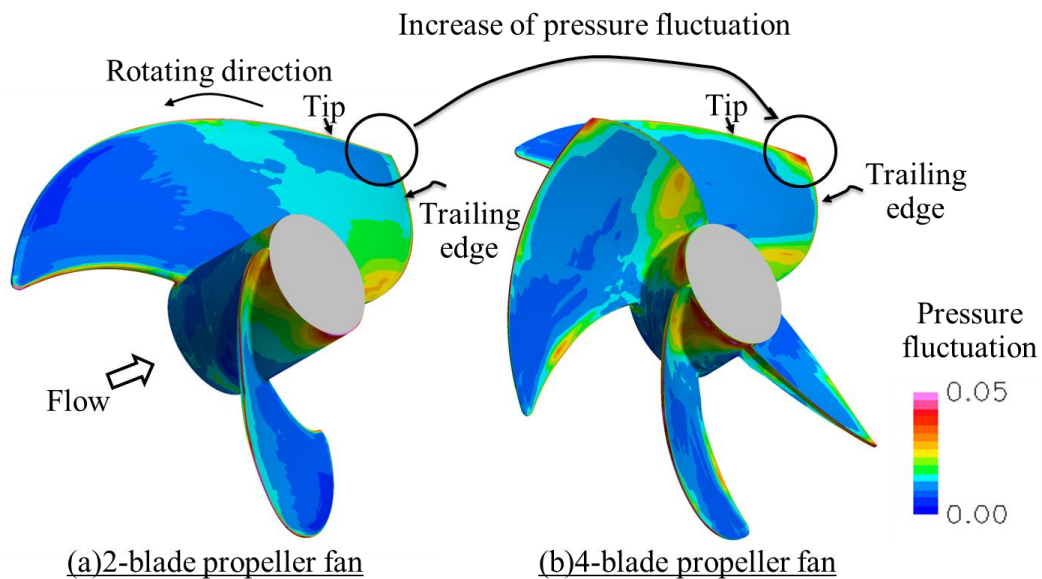 Increase of pressure fluctuation
Rotating direction
Tip
Trailing
edge
Flow
(a)2-blade propeller fan
Tip
Trailing
edge
Pressure
fluctuation
0.05
0.00
(b)4-blade propeller fan